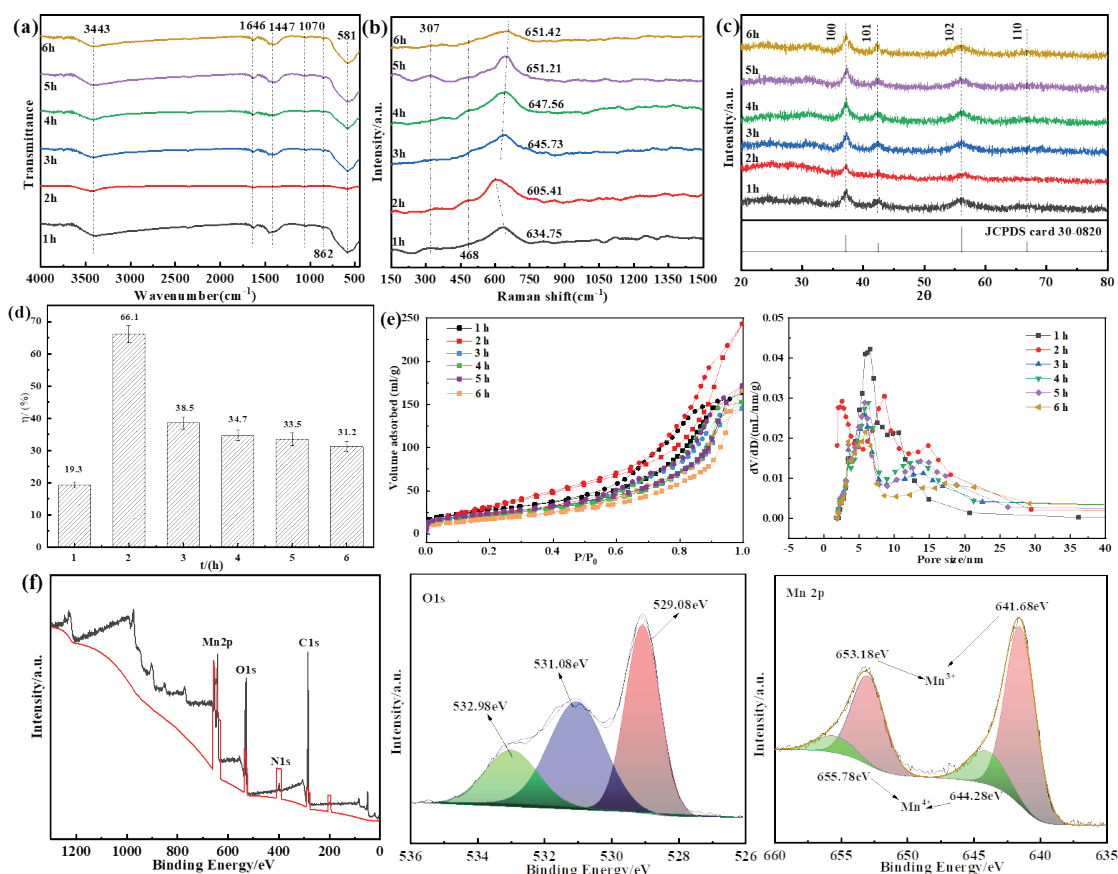 (a)
3443
1646
1447
1070
581
6h
5h
4h
3h
2h
1h
862
Transmittance
4000 3500 3000 2500 2000 1500 1000 500
Wavenumber(cm-1)
(b)
307
6h
651.42
5h
651.21
4h
647.56
3h
645.73
2h
605.41
1h
634.75
468
Intensity/a.u.
150 300 450 600 750 900 1050 1200 1350 1500
Raman shift(cm-1)
(c)
100
101
102
110
6h
5h
4h
3h
2h
1h
JCPDS card 30-0820
Intensity/a.u.
20 30 40 50 60 70 80
2θ
(d)
η/(%)
70
60
50
40
30
20
10
0
19.3
66.1
38.5
34.7
33.5
31.2
1 2 3 4 5 6
t/(h)
(e)
Volume adsorbed (ml/g)
250
200
150
100
50
0
1 h
2 h
3 h
4 h
5 h
6 h
0.0 0.2 0.4 0.6 0.8 1.0
P/P0
dV/dD/(mL/nm/g)
0.05
0.04
0.03
0.02
0.01
0.00
1 h
2 h
3 h
4 h
5 h
6 h
-5 0 5 10 15 20 25 30 35 40
Pore size/nm
(f)
Mn2p
O1s
N1s
C1s
Intensity/a.u.
1200 1000 800 600 400 200 0
Binding Energy/eV
O1s
529.08eV
531.08eV
532.98eV
Intensity/a.u.
536 534 532 530 528 526
Binding Energy/eV
Mn 2p
641.68eV
653.18eV
Mn3+
655.78eV
Mn4+
644.28eV
Intensity/a.u.
660 655 650 645 640 635
Binding Energy/eV